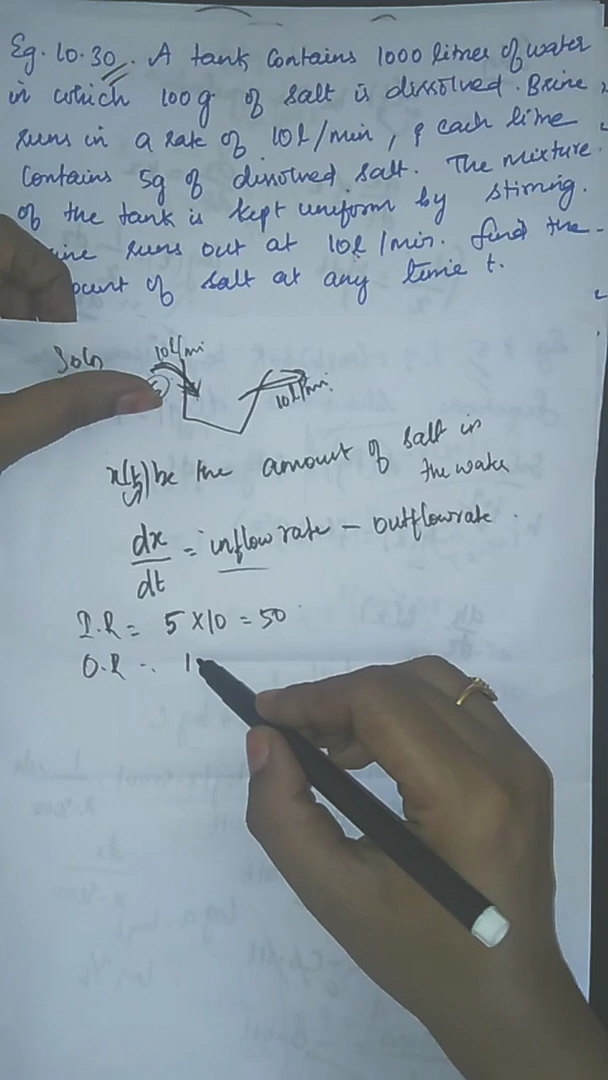 Eg. 10.30. A tank contains 1000 litres of water
in which 100g of salt is dissolved. Brine
runs in a rate of 10l/min, & each litre
contains 5g of dissolved salt. The mixture
of the tank is kept uniform by stirring.
runs out at 10l/min. find the
of salt at any time t.
Soln
10l/mi
10l/min.
x(t) be the amount of salt in
the water
dx/dt = inflow rate - outflow rate.
I.R = 5 × 10 = 50
O.R = 1